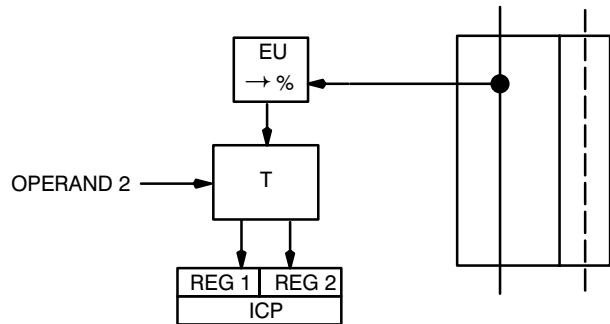 EU
→ %
T
OPERAND 2
REG 1 REG 2
ICP